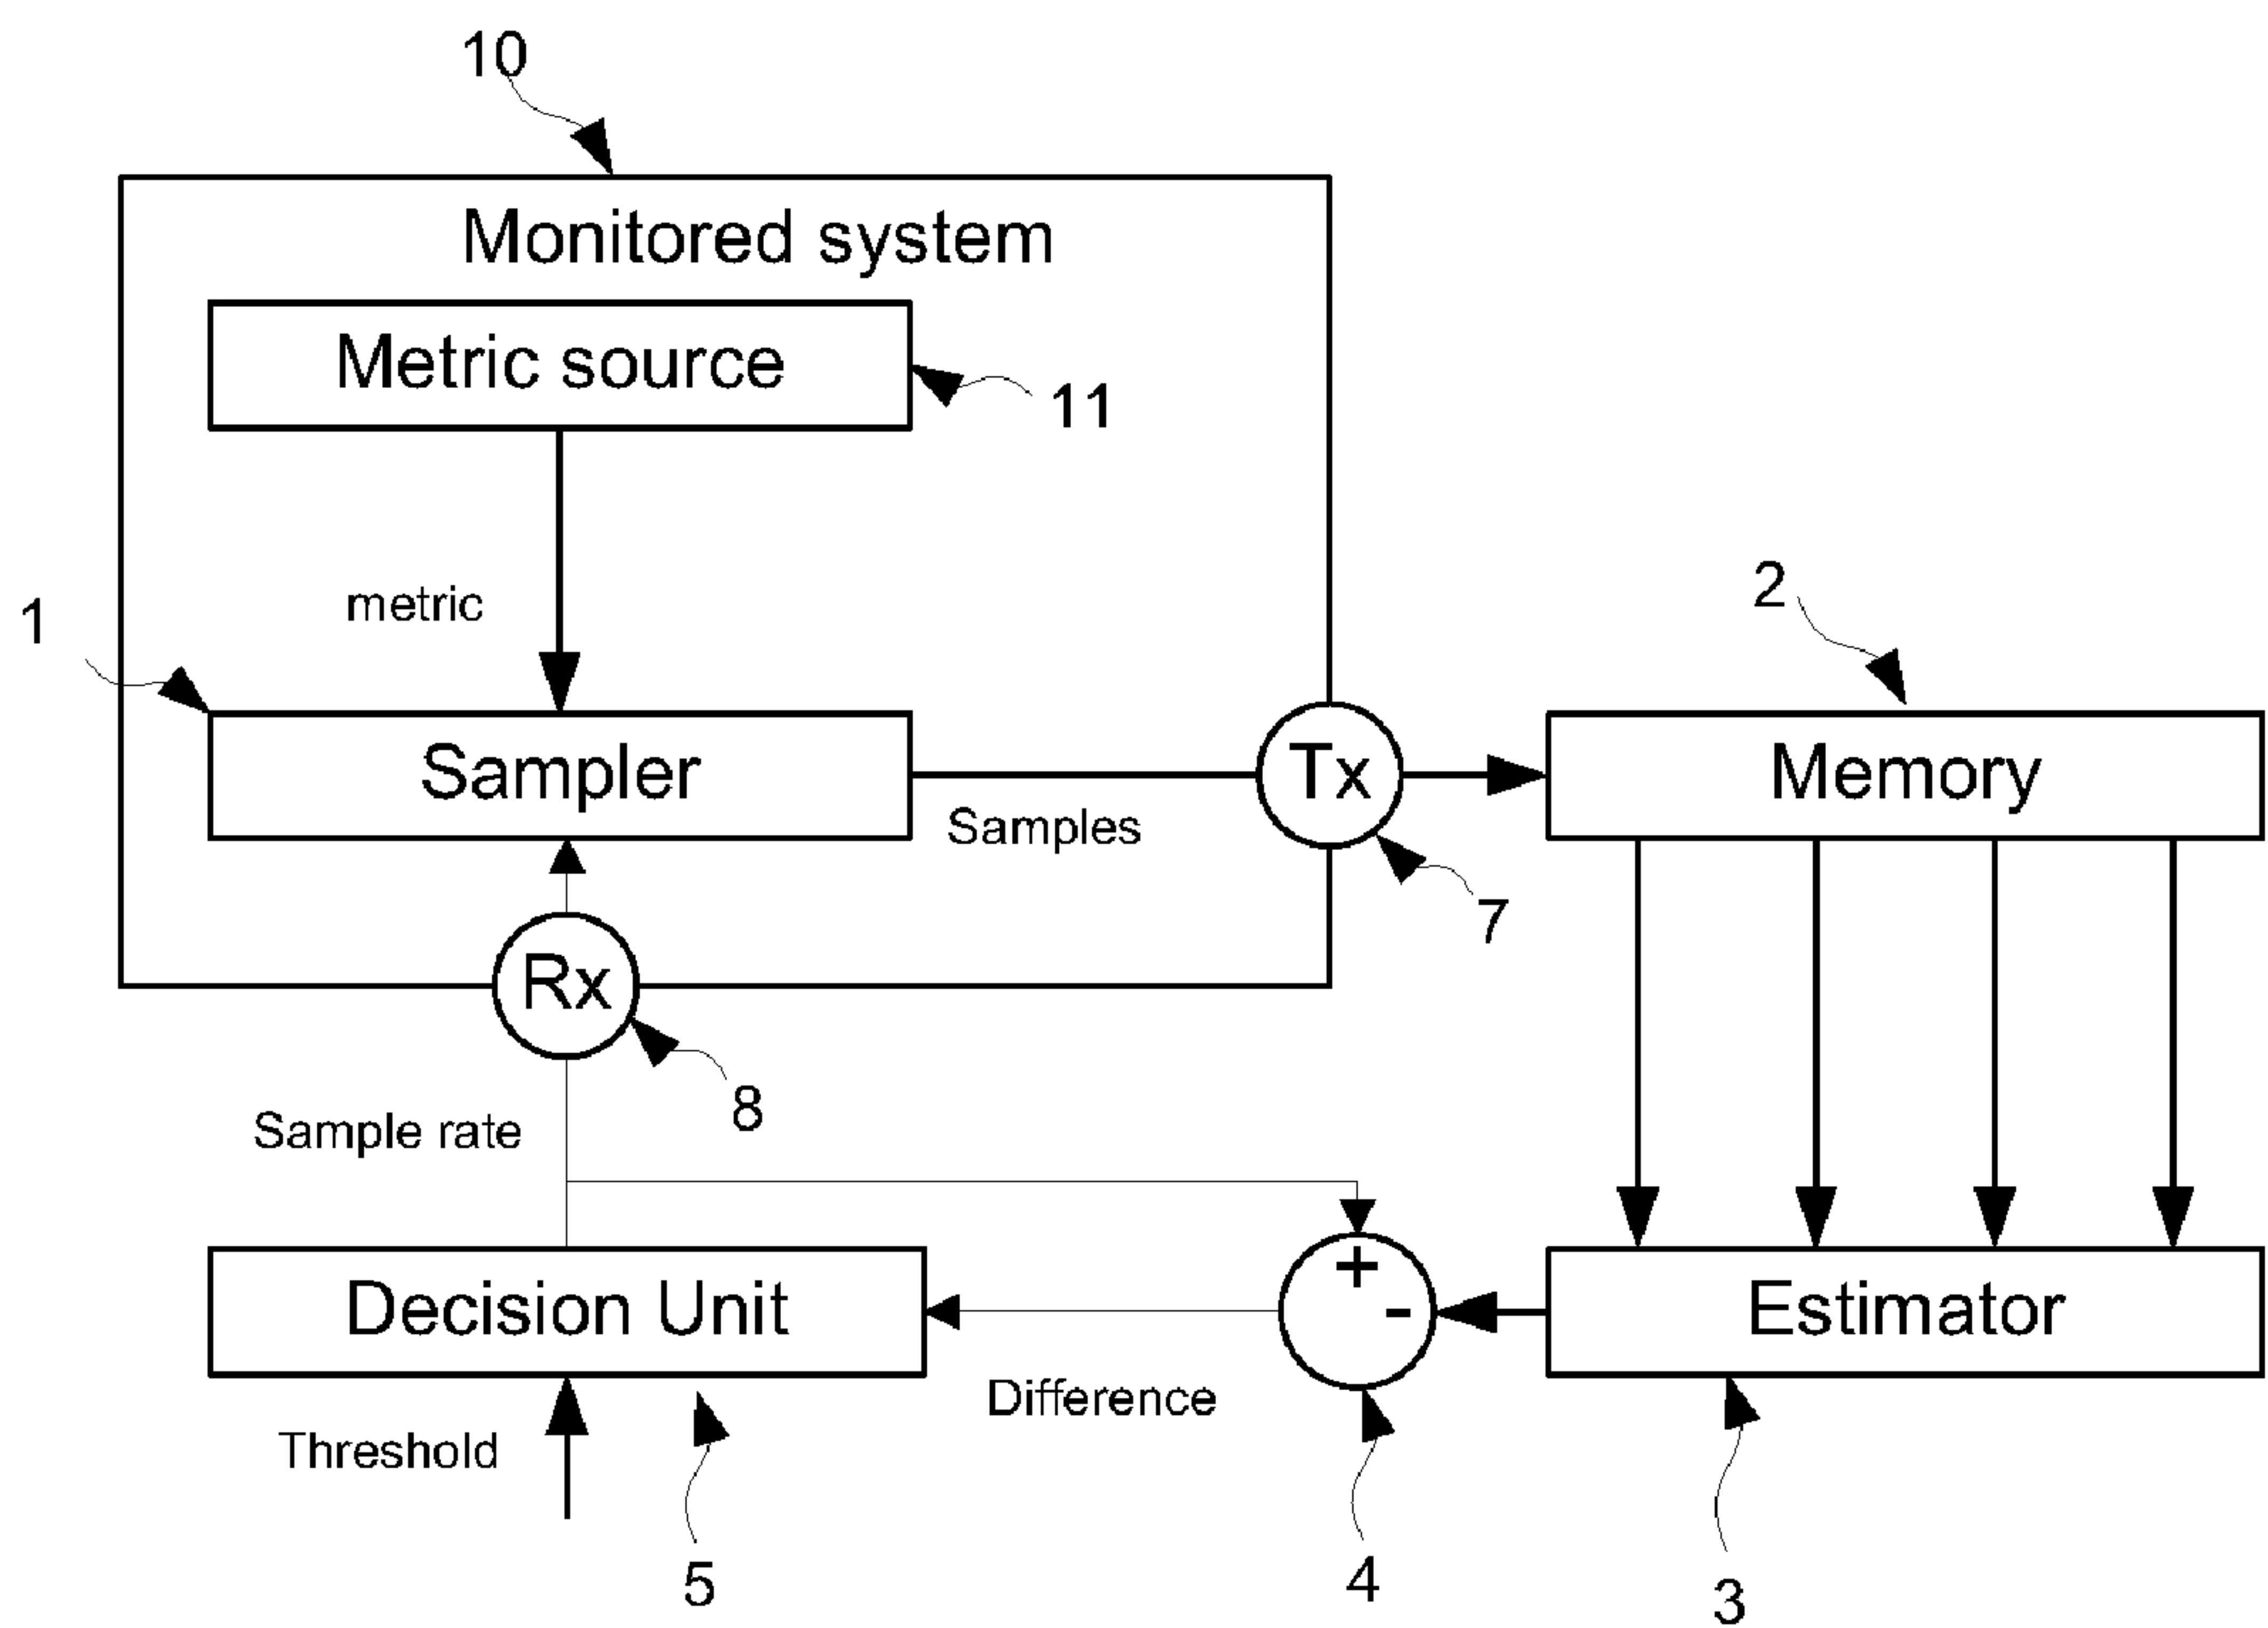 10
Monitored system
Metric source
11
metric
1
2
Sampler
Tx
Memory
Samples
7
Rx
8
Sample rate
+
-
Decision Unit
Estimator
Difference
Threshold
5
4
3